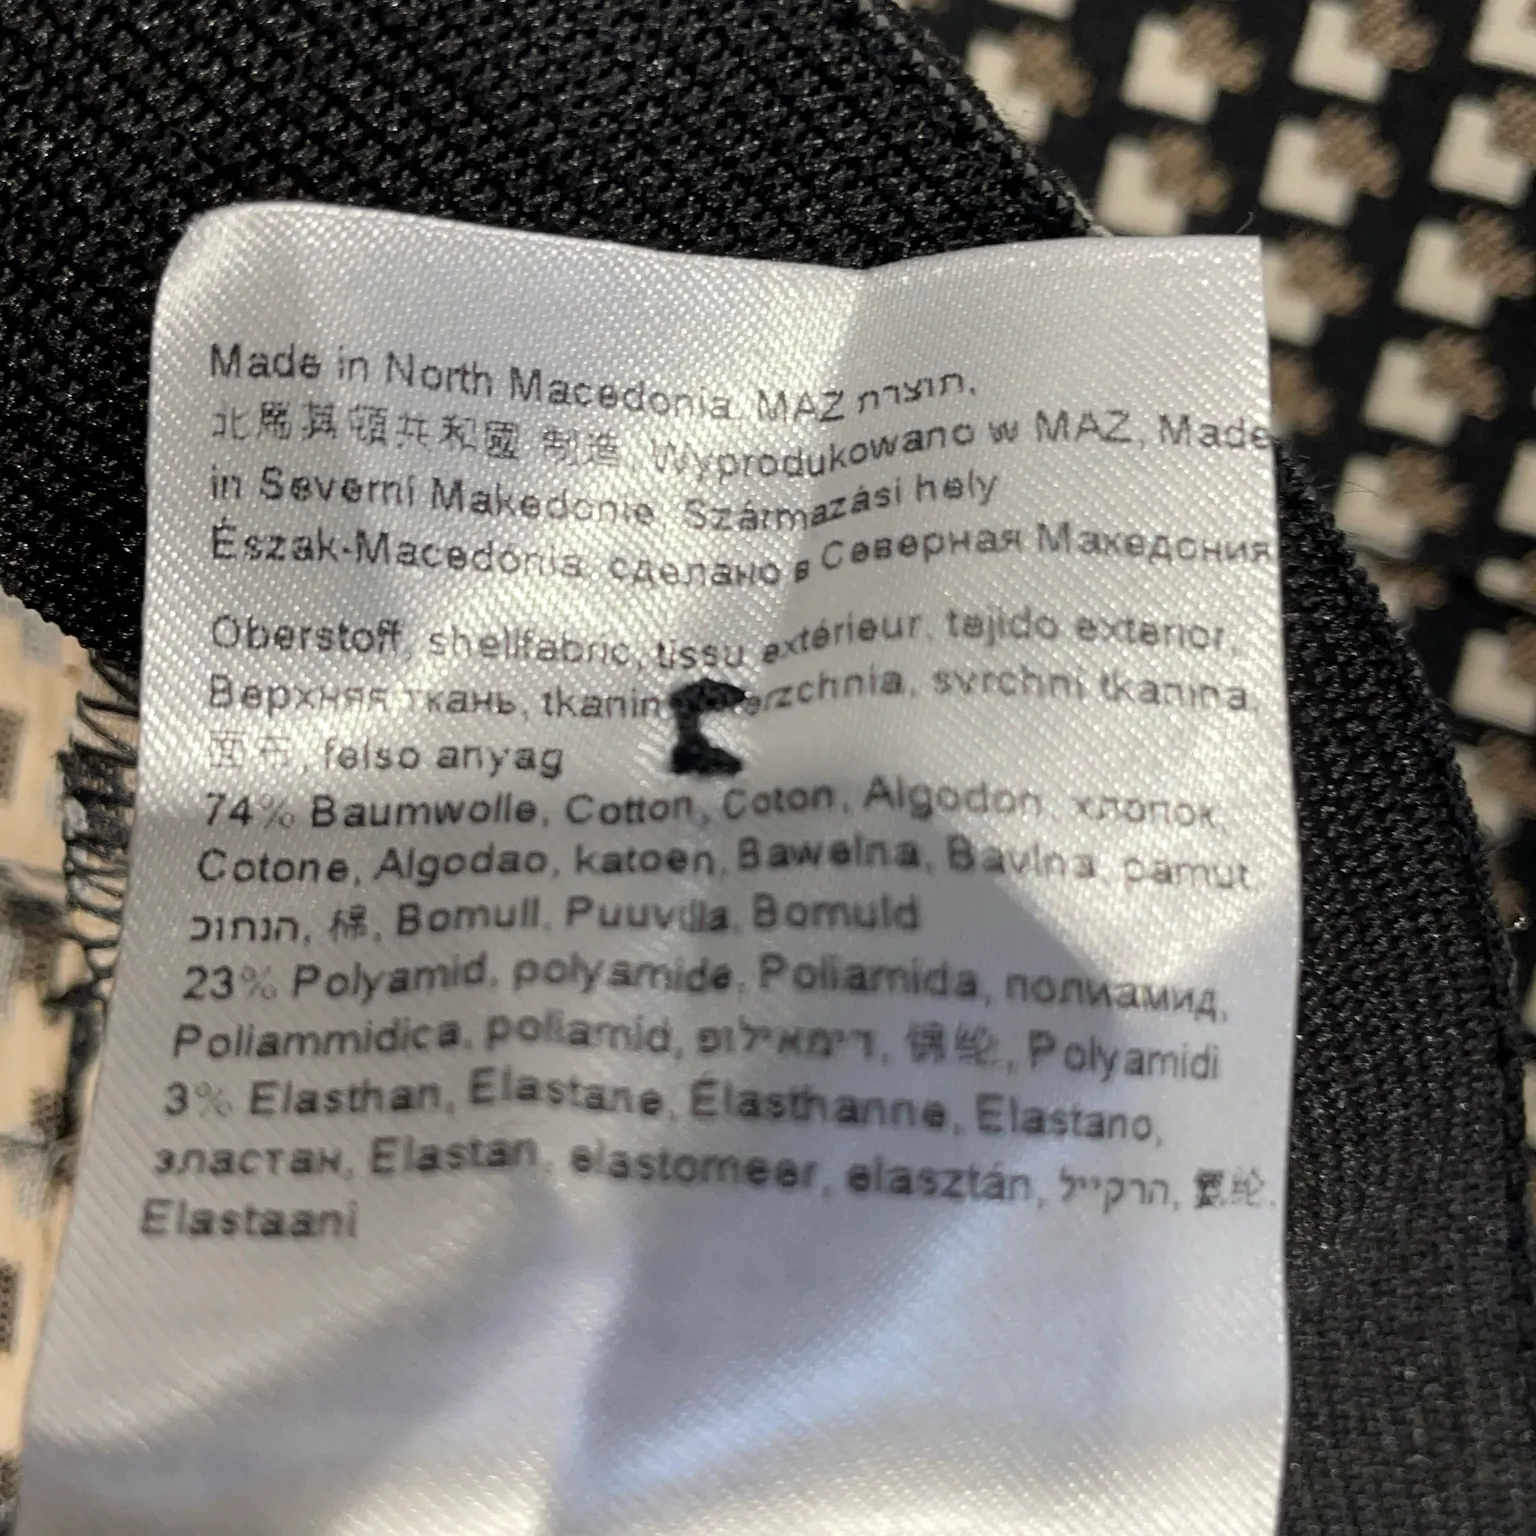 Made in North Macedonia, MAZ תוצרת,
北馬其頓共和國 制造, Wyprodukowano w MAZ, Made
in Severní Makedonie, Származási hely
Észak-Macedónia, сделано в Северная Македония
Oberstoff, shellfabric, tissu extérieur, tejido exterior,
Верхняя ткань, tkanin erzchnia, svrchni tkanina,
面布, felso anyag
74% Baumwolle, Cotton, Coton, Algodon, хлопок,
Cotone, Algodao, katoen, Bawelna, Bavlna, pamut
הנחוכ, 棉, Bomull, Puuvilla, Bomuld
23% Polyamid, polyamide, Poliamida, полиамид,
Poliammidica, poliamid, דימאילופ, 锦纶, Polyamidi
3% Elasthan, Elastane, Élasthanne, Elastano,
эластан, Elastan, elastomeer, elasztán, הרקייל, 氨纶,
Elastaani